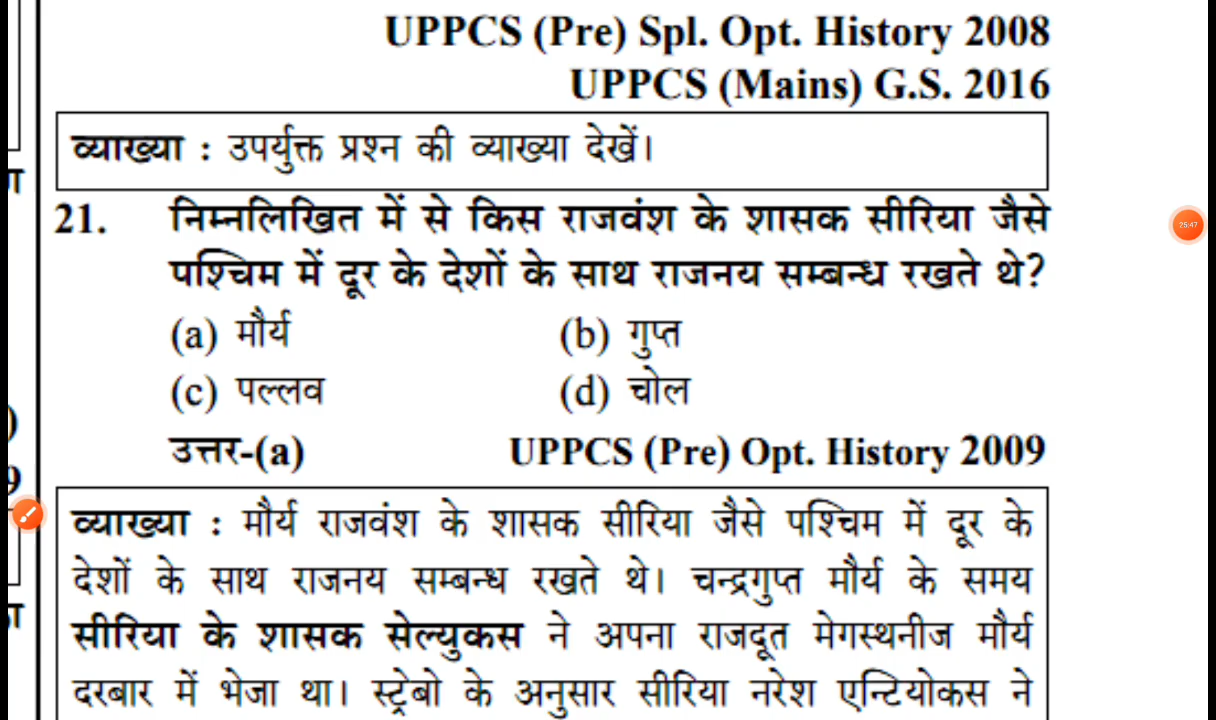 UPPCS (Pre) Spl. Opt. History 2008
UPPCS (Mains) G.S. 2016
व्याख्या : उपर्युक्त प्रश्न की व्याख्या देखें।
21. निम्नलिखित में से किस राजवंश के शासक सीरिया जैसे
पश्चिम में दूर के देशों के साथ राजनय सम्बन्ध रखते थे?
(a) मौर्य (b) गुप्त
(c) पल्लव (d) चोल
उत्तर-(a) UPPCS (Pre) Opt. History 2009
व्याख्या : मौर्य राजवंश के शासक सीरिया जैसे पश्चिम में दूर के
देशों के साथ राजनय सम्बन्ध रखते थे। चन्द्रगुप्त मौर्य के समय
सीरिया के शासक सेल्युकस ने अपना राजदूत मेगस्थनीज मौर्य
दरबार में भेजा था। स्ट्रेबो के अनुसार सीरिया नरेश एन्टियोकस ने
25:47